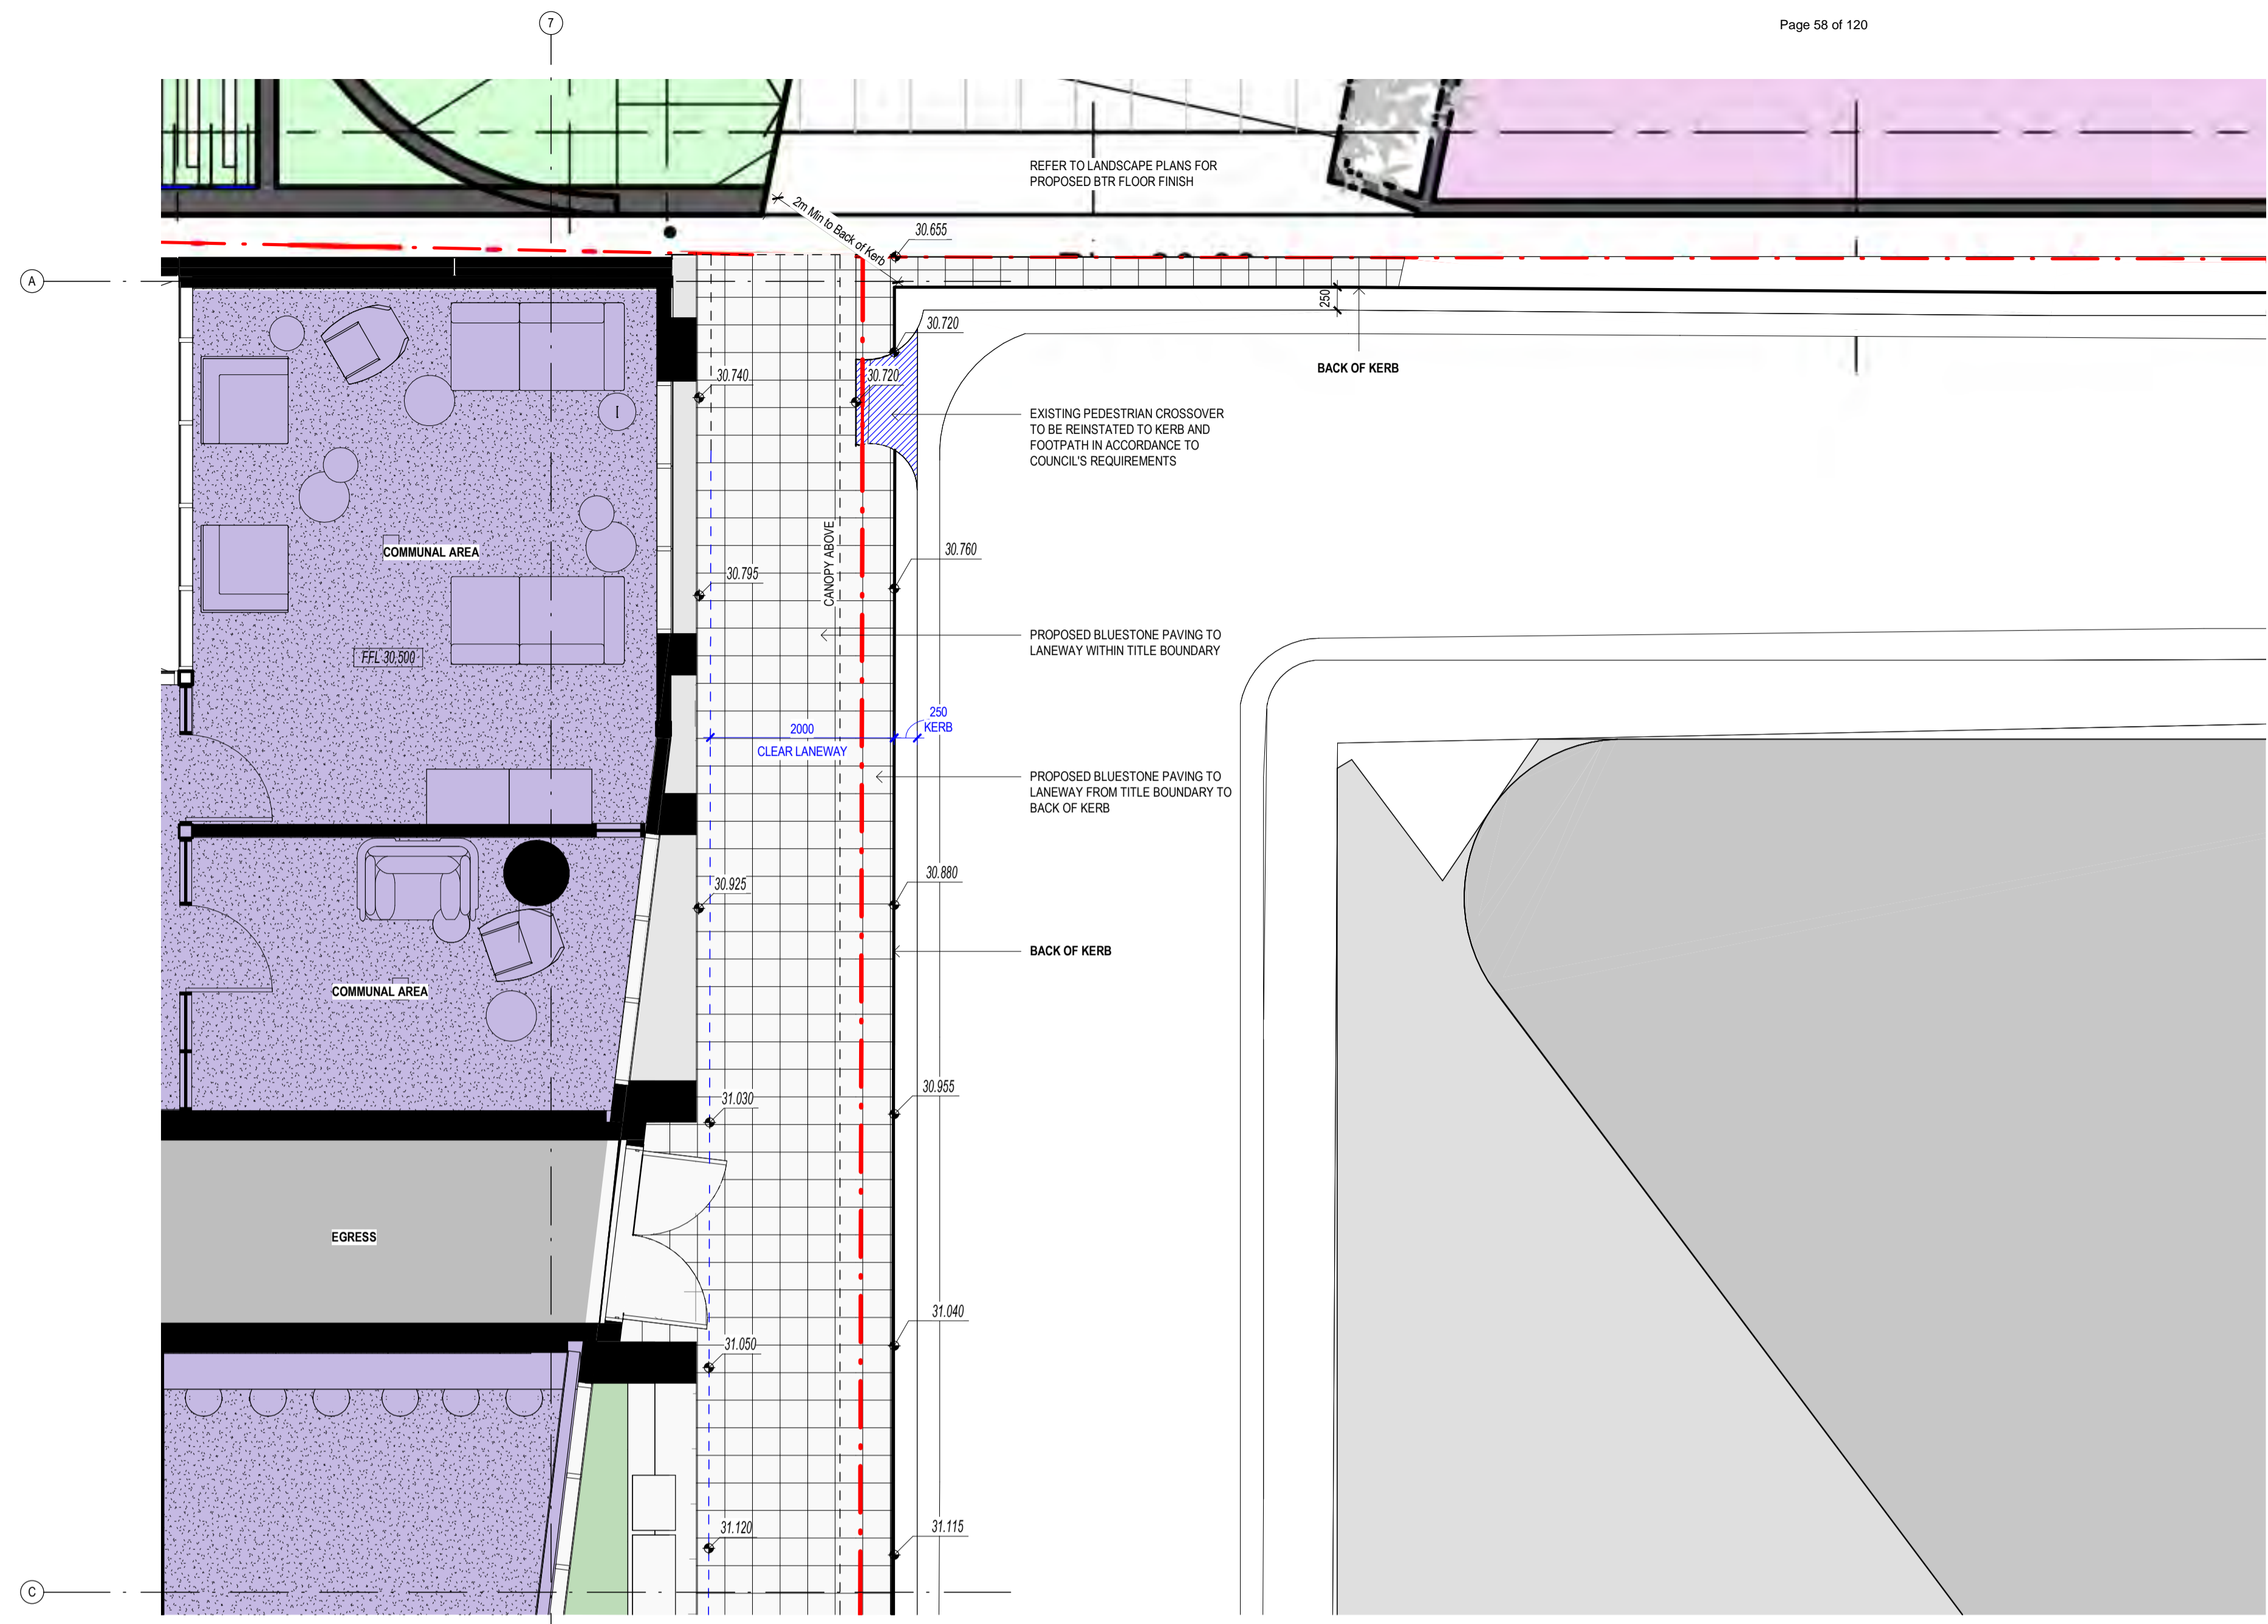 Page 58 of 120
7
REFER TO LANDSCAPE PLANS FOR
PROPOSED BTR FLOOR FINISH
2m Min to Back of Kerb
30.655
A
250
30.720
BACK OF KERB
30.740
30.720
EXISTING PEDESTRIAN CROSSOVER
TO BE REINSTATED TO KERB AND
FOOTPATH IN ACCORDANCE TO
COUNCIL'S REQUIREMENTS
COMMUNAL AREA
CANOPY ABOVE
30.760
30.795
PROPOSED BLUESTONE PAVING TO
LANEWAY WITHIN TITLE BOUNDARY
FFL 30,500
250
KERB
2000
CLEAR LANEWAY
PROPOSED BLUESTONE PAVING TO
LANEWAY FROM TITLE BOUNDARY TO
BACK OF KERB
30.925
30.880
BACK OF KERB
COMMUNAL AREA
31.030
30.955
EGRESS
31.040
31.050
31.120
31.115
C